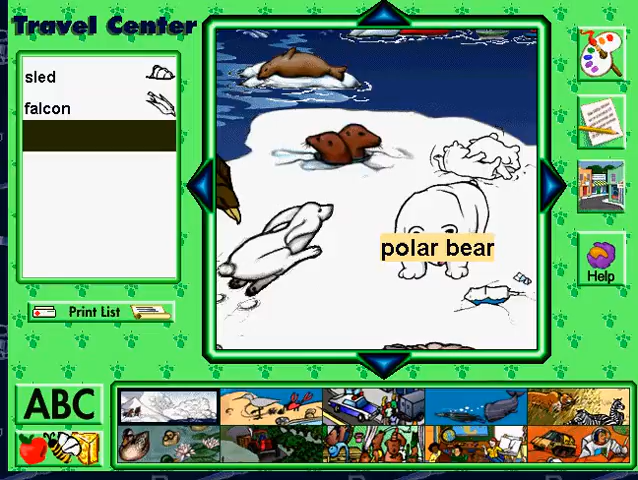 Travel Center
sled
falcon
polar bear
Help
Print List
ABC